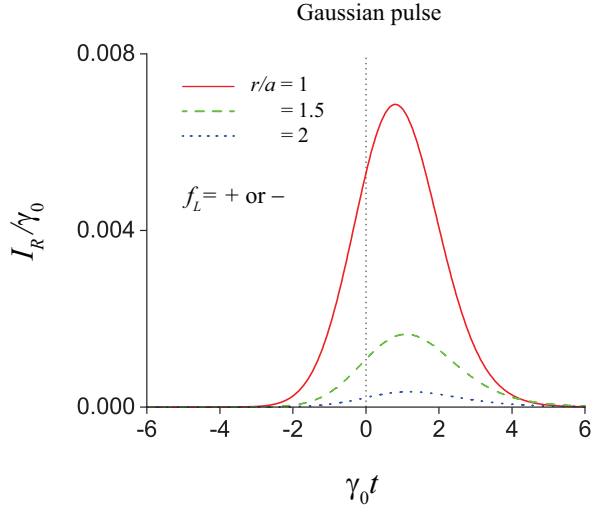 Gaussian pulse
0.008
r/a = 1
= 1.5
= 2
f_L = + or −
0.004
0.000
I_R/γ_0
-6 -4 -2 0 2 4 6
γ_0 t